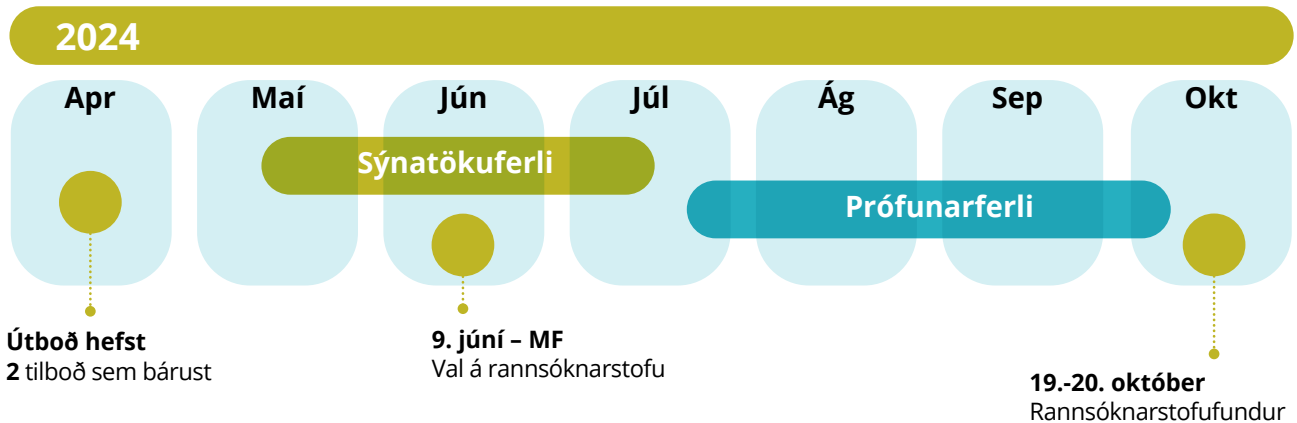 2024
Apr
Maí
Jún
Júl
Ág
Sep
Okt
Sýnatökuferli
Prófunarferli
Útboð hefst
2 tilboð sem bárust
9. júní – MF
Val á rannsóknarstofu
19.-20. október
Rannsóknarstofufundur